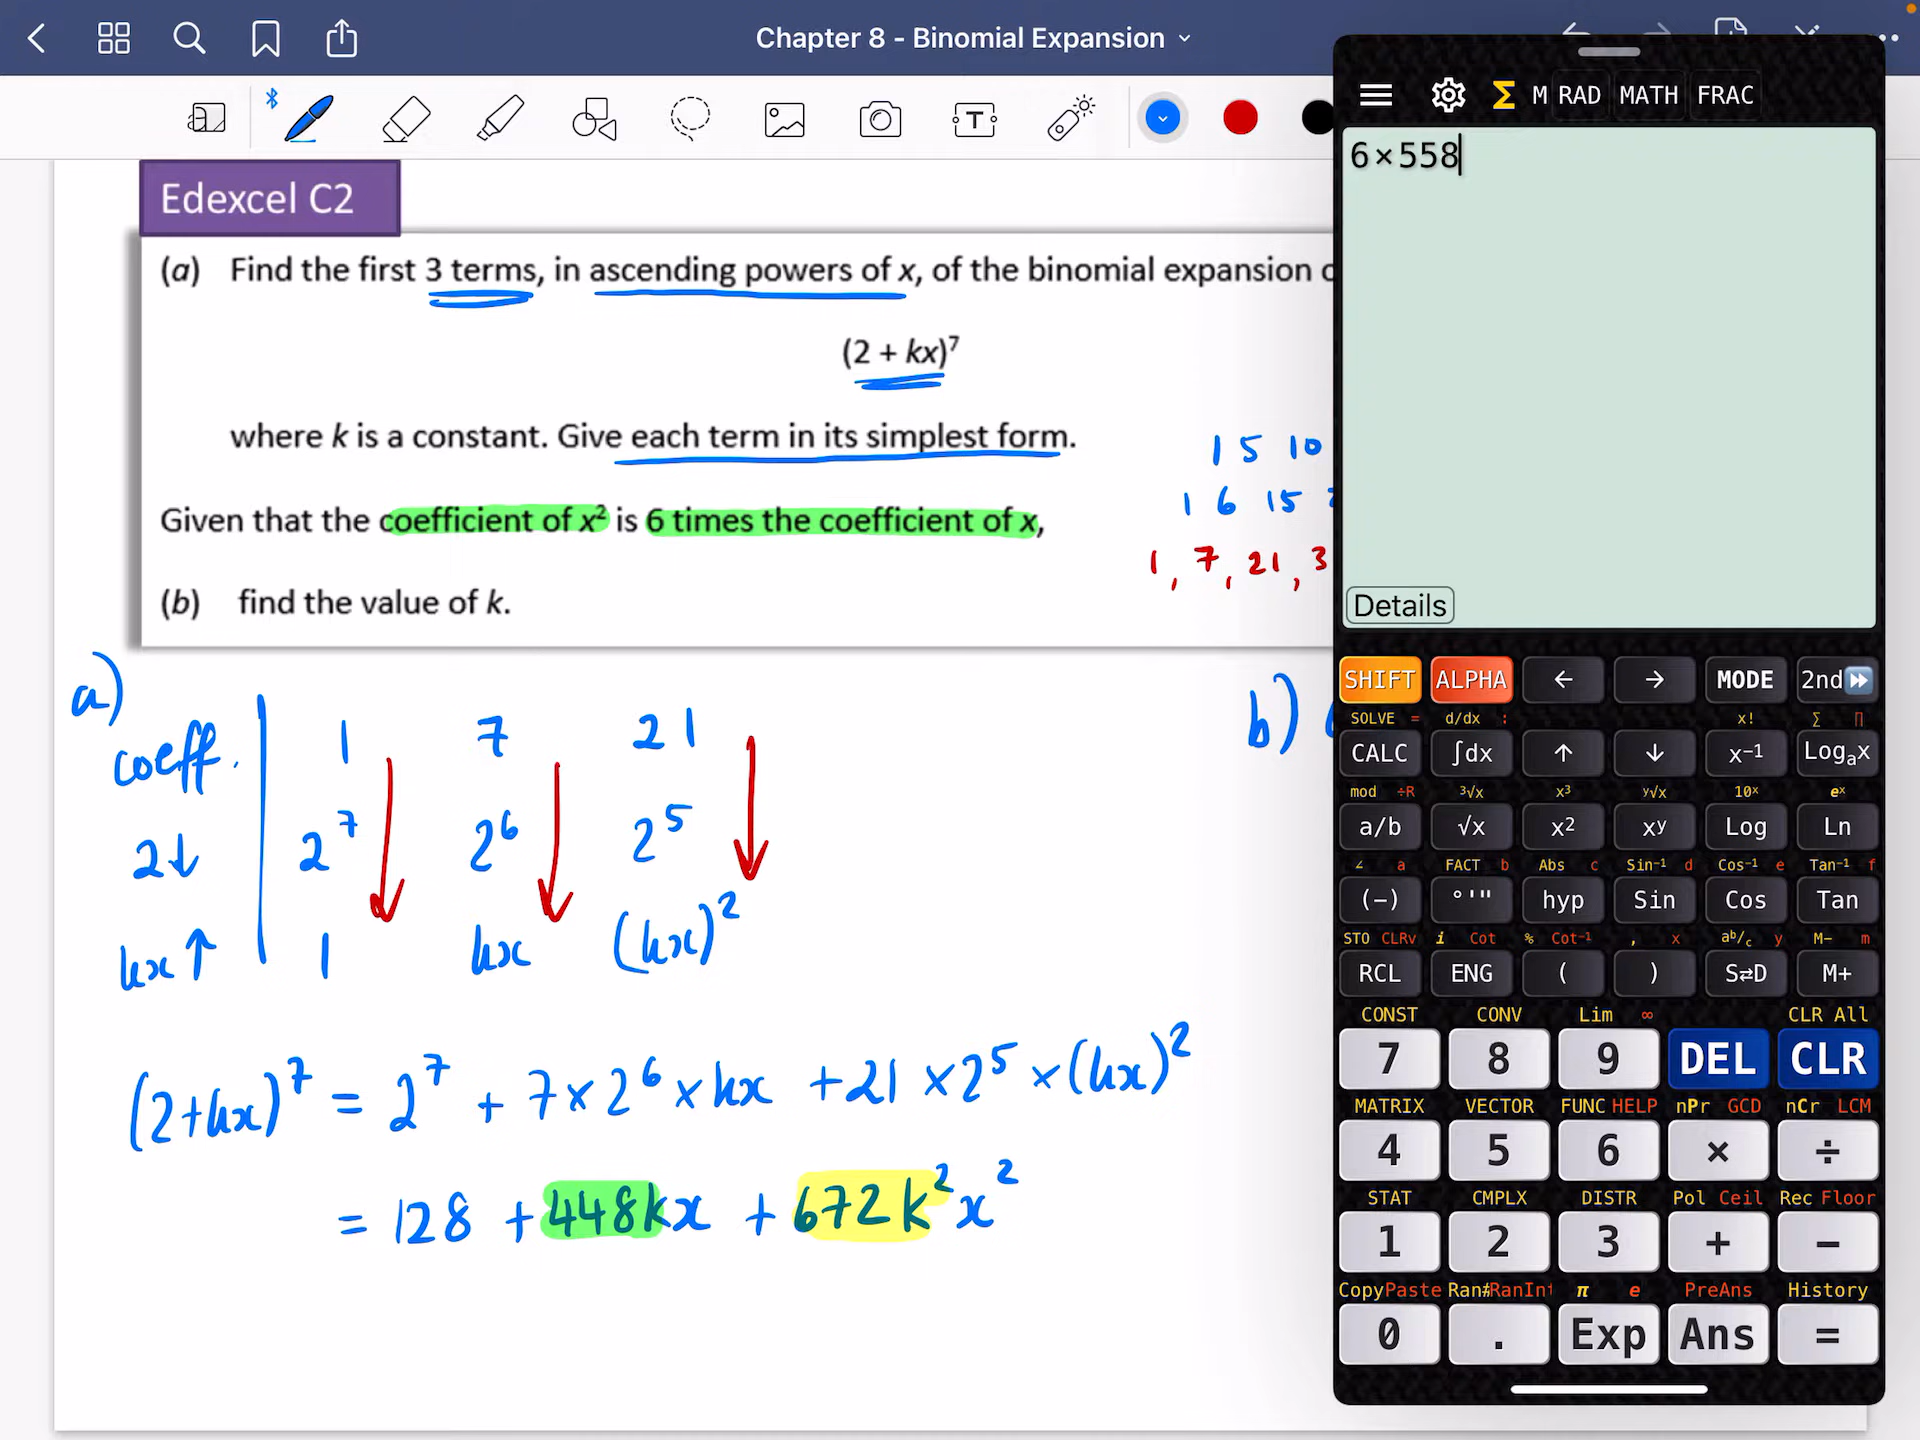 Chapter 8 - Binomial Expansion
T
Edexcel C2
(a) Find the first 3 terms, in ascending powers of x, of the binomial expansion
(2 + kx)⁷
where k is a constant. Give each term in its simplest form.
Given that the coefficient of x² is 6 times the coefficient of x,
(b) find the value of k.
1 5 10
1 6 15
1, 7, 21, 3
a)
coeff. 1 7 21
2↓ 2⁷ 2⁶ 2⁵
kx↑ 1 kx (kx)²
(2+kx)⁷ = 2⁷ + 7×2⁶×kx + 21×2⁵×(kx)²
= 128 + 448kx + 672k²x²
b)
Σ M RAD MATH FRAC
6×558
Details
SHIFT ALPHA ← → MODE 2nd
SOLVE = d/dx : x! Σ ∏
CALC ∫dx ↑ ↓ x⁻¹ Logₐx
mod ÷R ³√x x³ ʸ√x 10ˣ eˣ
a/b √x x² xʸ Log Ln
∠ a FACT b Abs c Sin⁻¹ d Cos⁻¹ e Tan⁻¹ f
(−) °'" hyp Sin Cos Tan
STO CLRv i Cot % Cot⁻¹ , x aᵇ/c y M− m
RCL ENG ( ) S⇄D M+
CONST CONV Lim ∞ CLR All
7 8 9 DEL CLR
MATRIX VECTOR FUNC HELP nPr GCD nCr LCM
4 5 6 × ÷
STAT CMPLX DISTR Pol Ceil Rec Floor
1 2 3 + −
Copy Paste Ran# RanInt π e PreAns History
0 . Exp Ans =